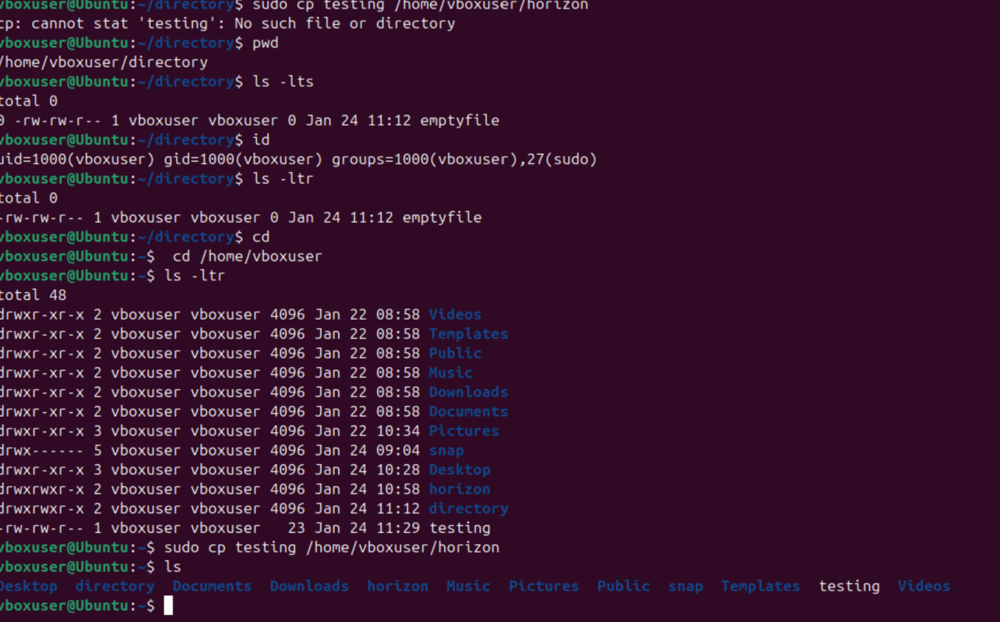 vboxuser@Ubuntu:~/directory$ sudo cp testing /home/vboxuser/horizon
cp: cannot stat 'testing': No such file or directory
vboxuser@Ubuntu:~/directory$ pwd
/home/vboxuser/directory
vboxuser@Ubuntu:~/directory$ ls -lts
total 0
0 -rw-rw-r-- 1 vboxuser vboxuser 0 Jan 24 11:12 emptyfile
vboxuser@Ubuntu:~/directory$ id
uid=1000(vboxuser) gid=1000(vboxuser) groups=1000(vboxuser),27(sudo)
vboxuser@Ubuntu:~/directory$ ls -ltr
total 0
-rw-rw-r-- 1 vboxuser vboxuser 0 Jan 24 11:12 emptyfile
vboxuser@Ubuntu:~/directory$ cd
vboxuser@Ubuntu:~$  cd /home/vboxuser
vboxuser@Ubuntu:~$ ls -ltr
total 48
drwxr-xr-x 2 vboxuser vboxuser 4096 Jan 22 08:58 Videos
drwxr-xr-x 2 vboxuser vboxuser 4096 Jan 22 08:58 Templates
drwxr-xr-x 2 vboxuser vboxuser 4096 Jan 22 08:58 Public
drwxr-xr-x 2 vboxuser vboxuser 4096 Jan 22 08:58 Music
drwxr-xr-x 2 vboxuser vboxuser 4096 Jan 22 08:58 Downloads
drwxr-xr-x 2 vboxuser vboxuser 4096 Jan 22 08:58 Documents
drwxr-xr-x 3 vboxuser vboxuser 4096 Jan 22 10:34 Pictures
drwx------ 5 vboxuser vboxuser 4096 Jan 24 09:04 snap
drwxr-xr-x 3 vboxuser vboxuser 4096 Jan 24 10:28 Desktop
drwxrwxr-x 2 vboxuser vboxuser 4096 Jan 24 10:58 horizon
drwxrwxr-x 2 vboxuser vboxuser 4096 Jan 24 11:12 directory
-rw-rw-r-- 1 vboxuser vboxuser   23 Jan 24 11:29 testing
vboxuser@Ubuntu:~$ sudo cp testing /home/vboxuser/horizon
vboxuser@Ubuntu:~$ ls
Desktop  directory  Documents  Downloads  horizon  Music  Pictures  Public  snap  Templates  testing  Videos
vboxuser@Ubuntu:~$